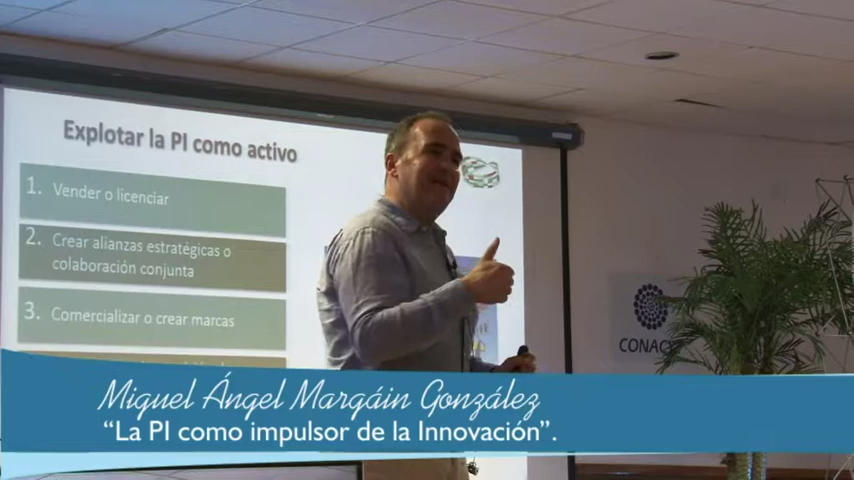 Explotar la PI como activo
1. Vender o licenciar
2. Crear alianzas estratégicas o
colaboración conjunta
3. Comercializar o crear marcas
CONAC
Miguel Ángel Margáin González
“La PI como impulsor de la Innovación”.